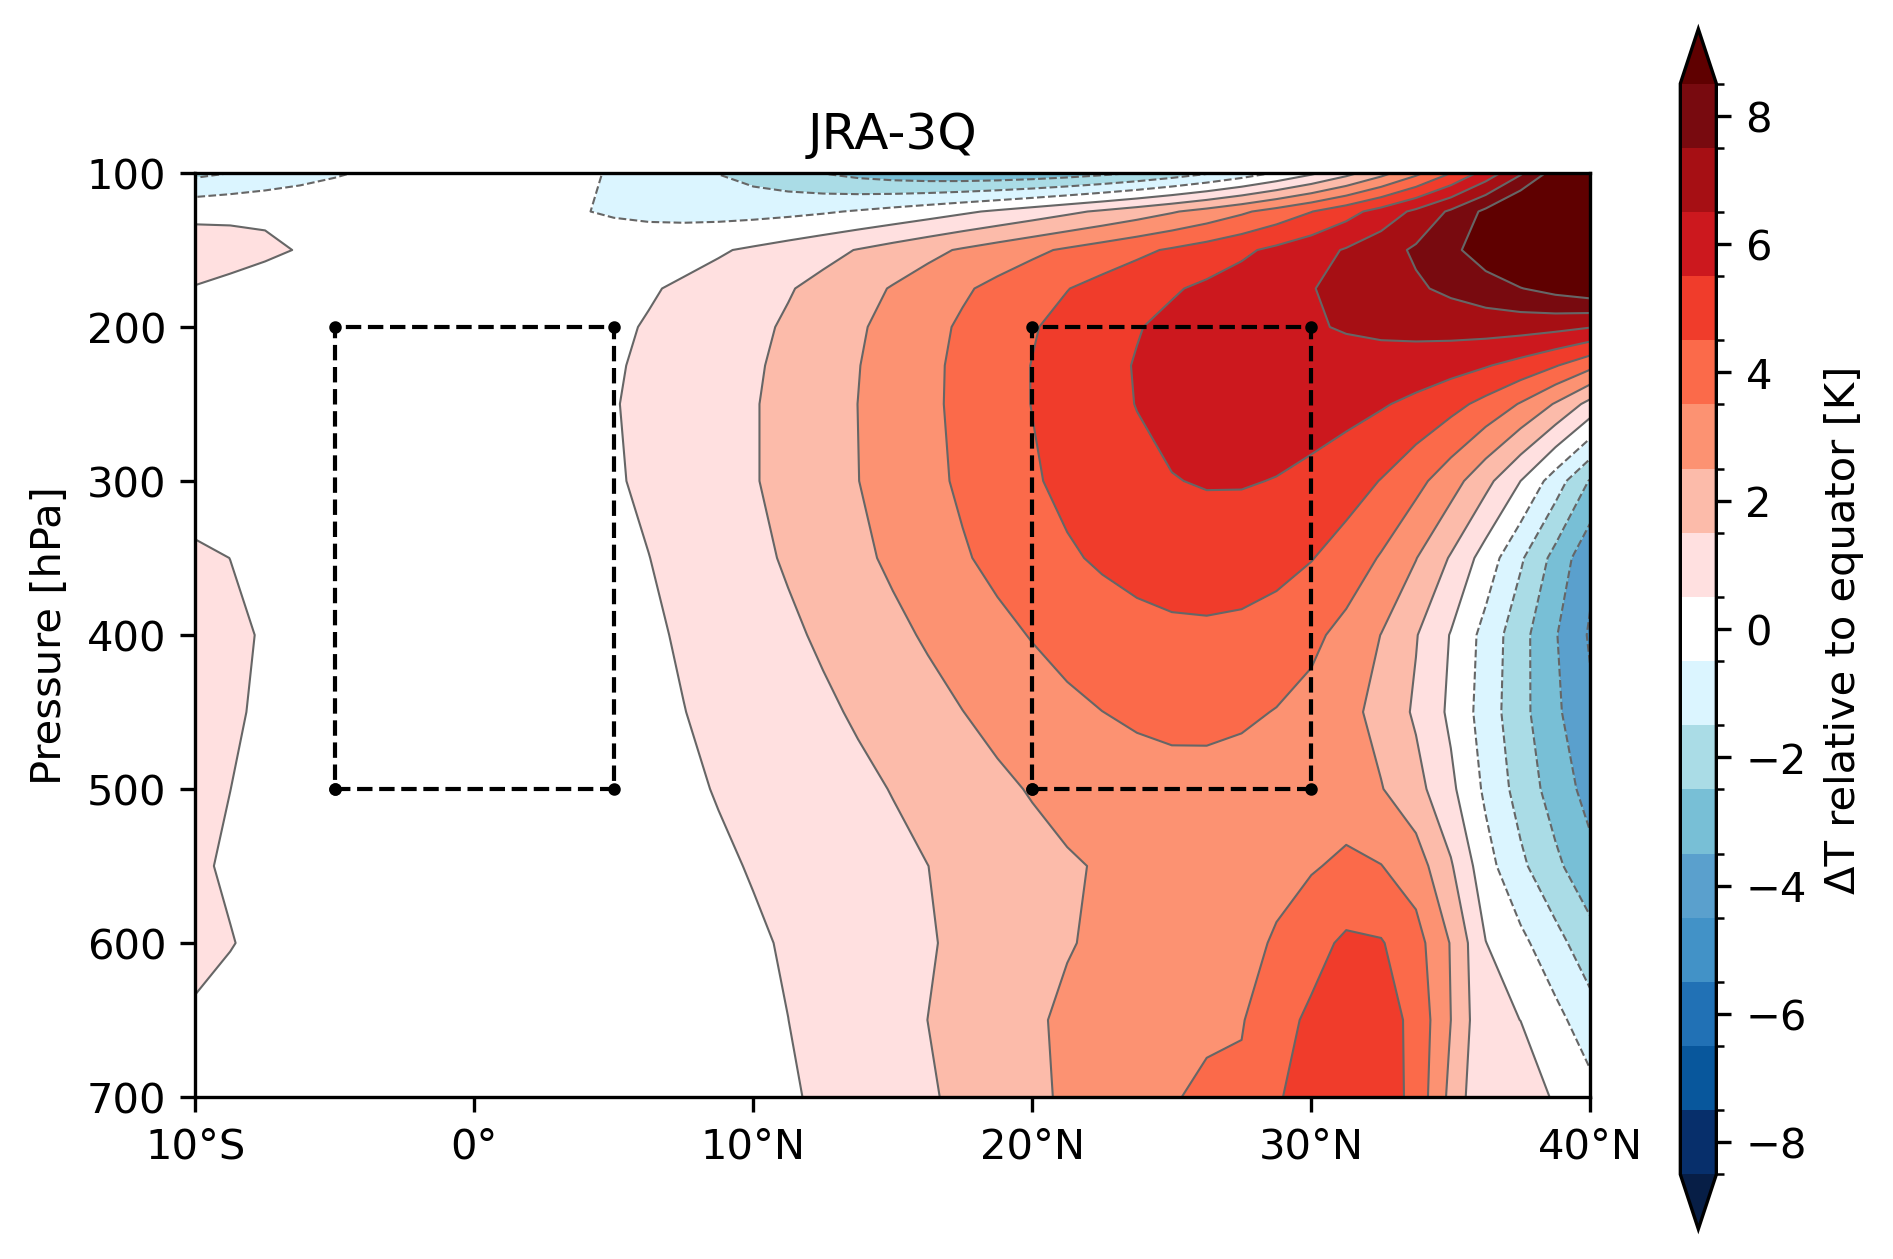 JRA-3Q
Pressure [hPa]
100
200
300
400
500
600
700
10°S
0°
10°N
20°N
30°N
40°N
8
6
4
2
0
−2
−4
−6
−8
ΔT relative to equator [K]